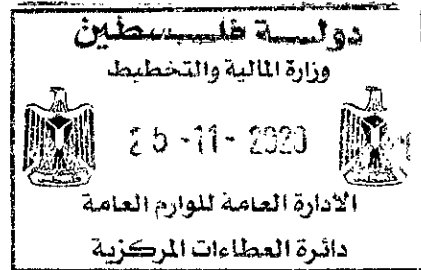 دولة فلسطين
وزارة المالية والتخطيط
25 -11- 2020
الادارة العامة للوازم العامة
دائرة العطاءات المركزية